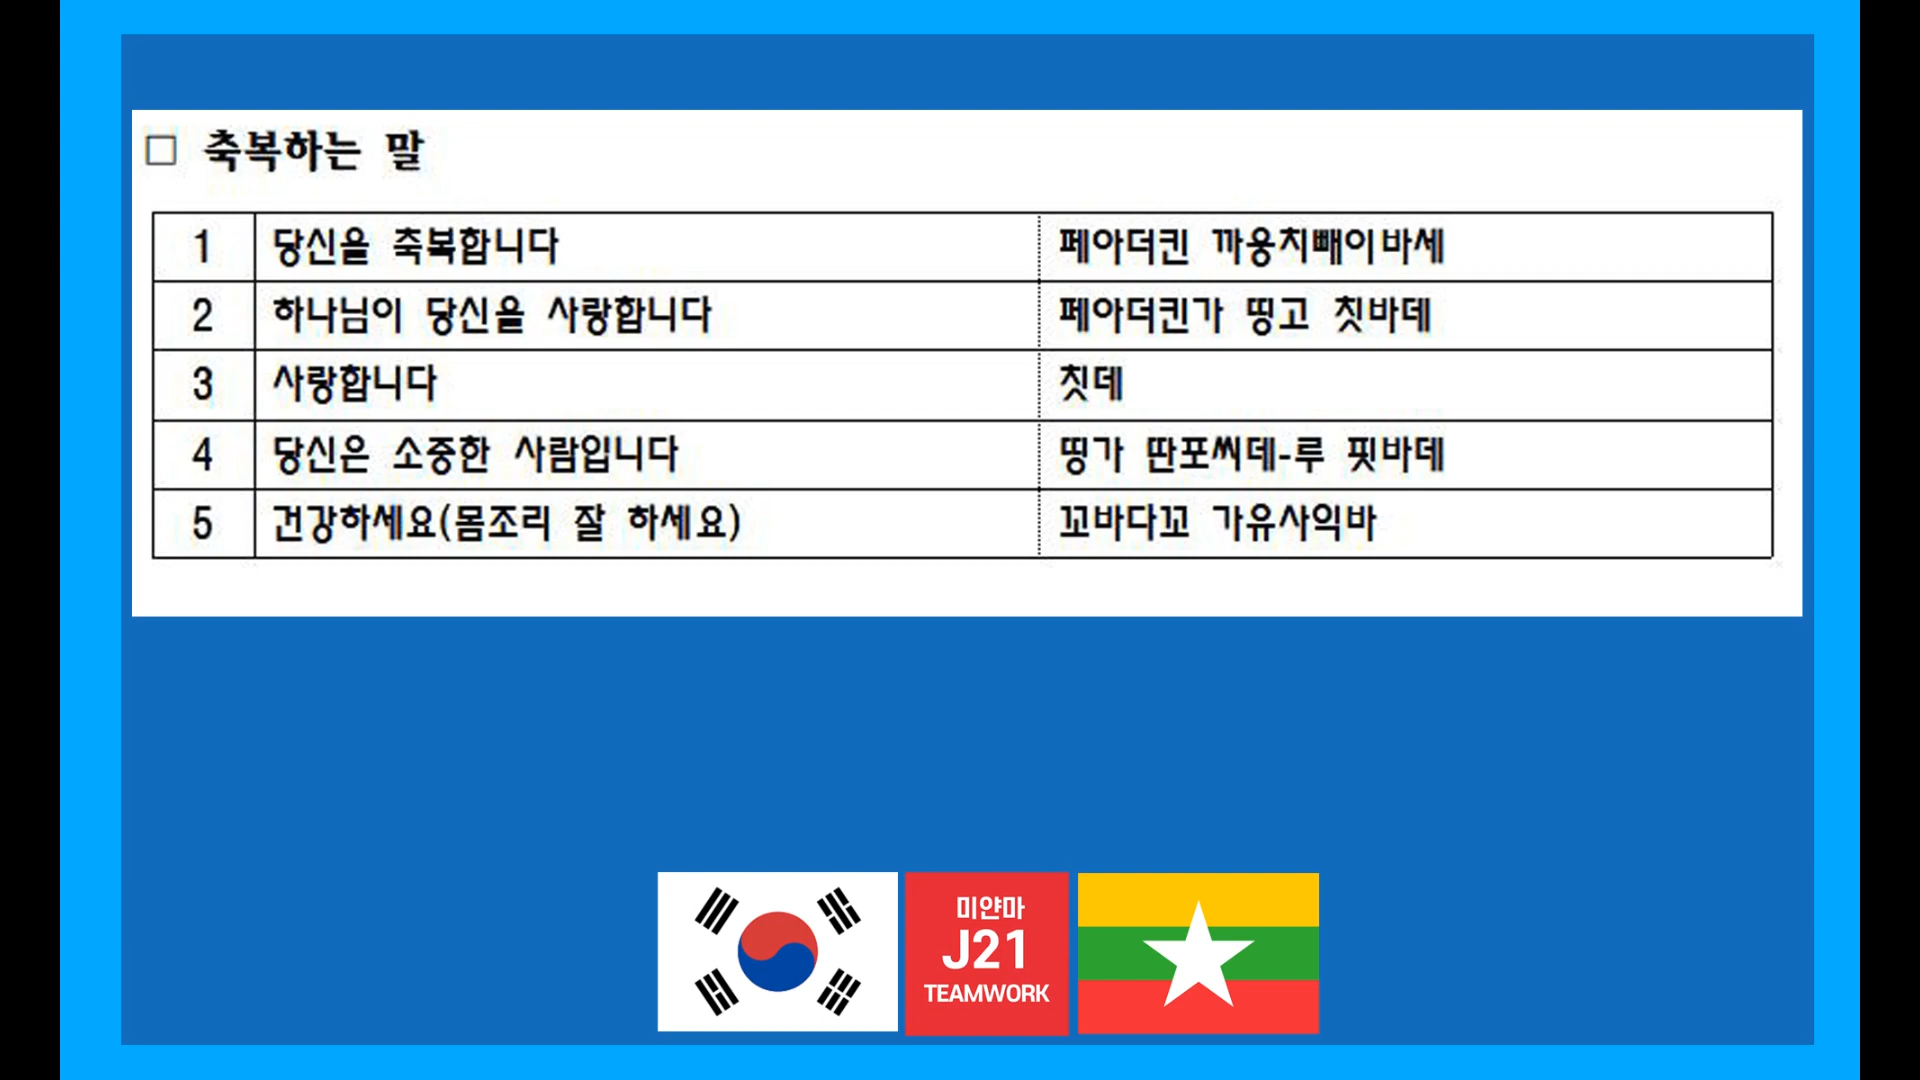 □ 축복하는 말
1 당신을 축복합니다 페아더킨 까웅치빼이바세
2 하나님이 당신을 사랑합니다 페아더킨가 띵고 칫바데
3 사랑합니다 칫데
4 당신은 소중한 사람입니다 띵가 딴포씨데-루 핏바데
5 건강하세요(몸조리 잘 하세요) 꼬바다꼬 가유사익바
미얀마
J21
TEAMWORK